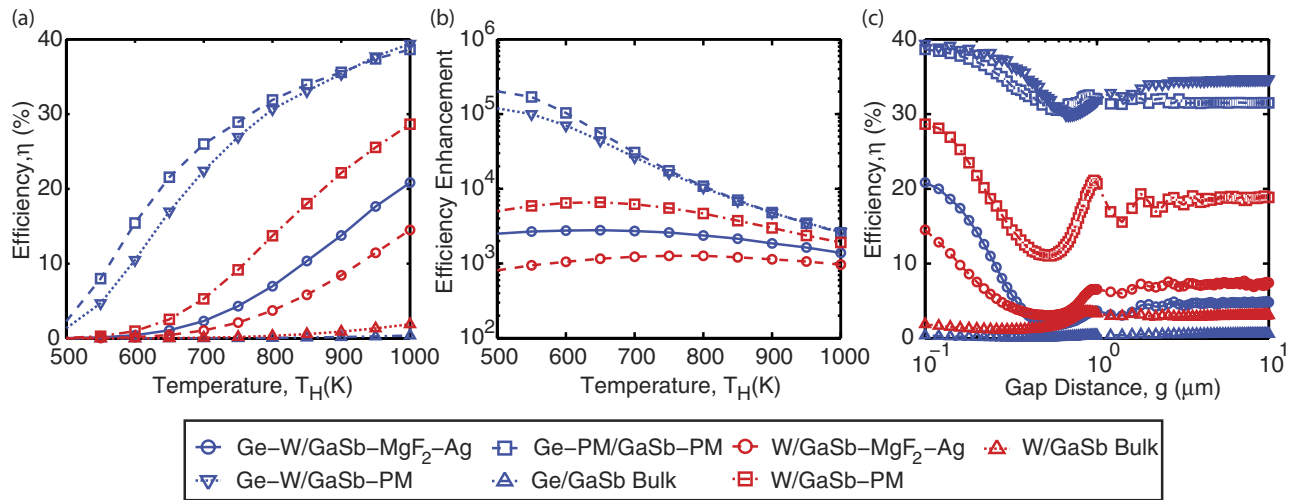 (a)
Efficiency,η (%)
40
30
20
10
0
500 600 700 800 900 1000
Temperature, T_H(K)
(b)
Efficiency Enhancement
10^6
10^5
10^4
10^3
10^2
500 600 700 800 900 1000
Temperature, T_H(K)
(c)
Efficiency, η (%)
40
30
20
10
0
10^−1 10^0 10^1
Gap Distance, g (μm)
Ge−W/GaSb−MgF₂−Ag Ge−PM/GaSb−PM W/GaSb−MgF₂−Ag W/GaSb Bulk
Ge−W/GaSb−PM Ge/GaSb Bulk W/GaSb−PM